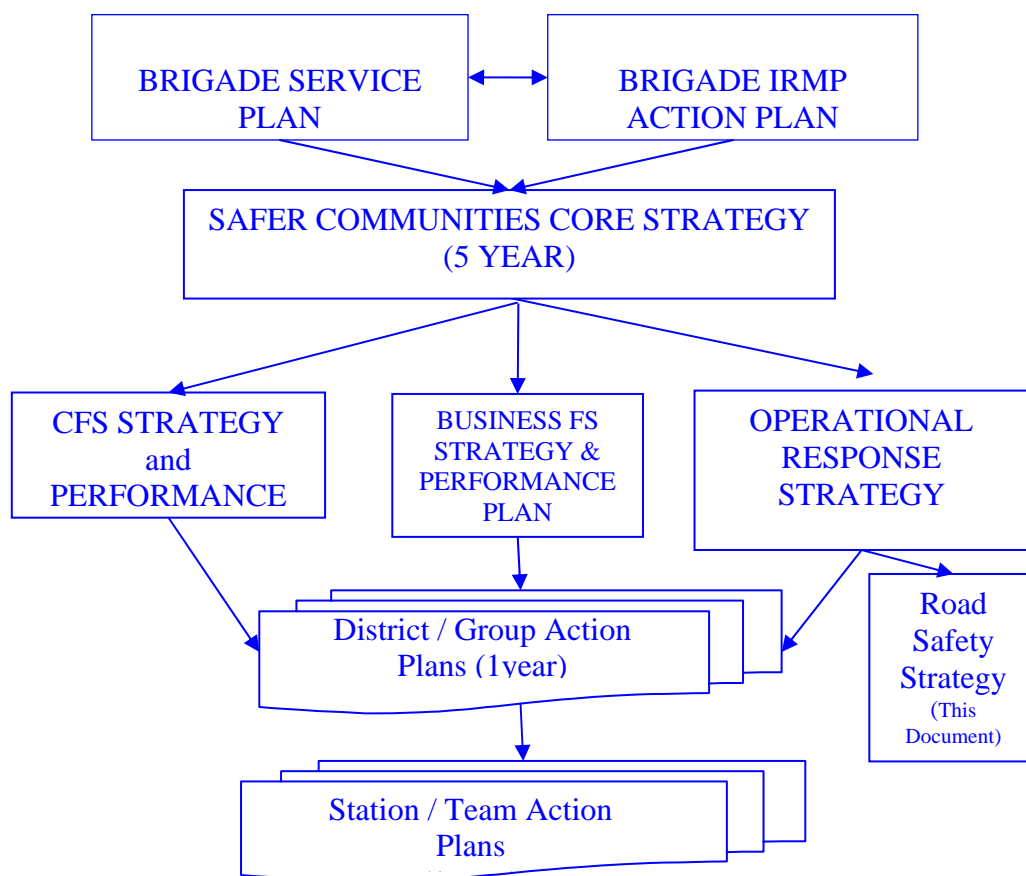 BRIGADE SERVICE
PLAN
BRIGADE IRMP
ACTION PLAN
SAFER COMMUNITIES CORE STRATEGY
(5 YEAR)
CFS STRATEGY
and
PERFORMANCE
BUSINESS FS
STRATEGY &
PERFORMANCE
PLAN
OPERATIONAL
RESPONSE
STRATEGY
Road
Safety
Strategy
(This
Document)
District / Group Action
Plans (1year)
Station / Team Action
Plans